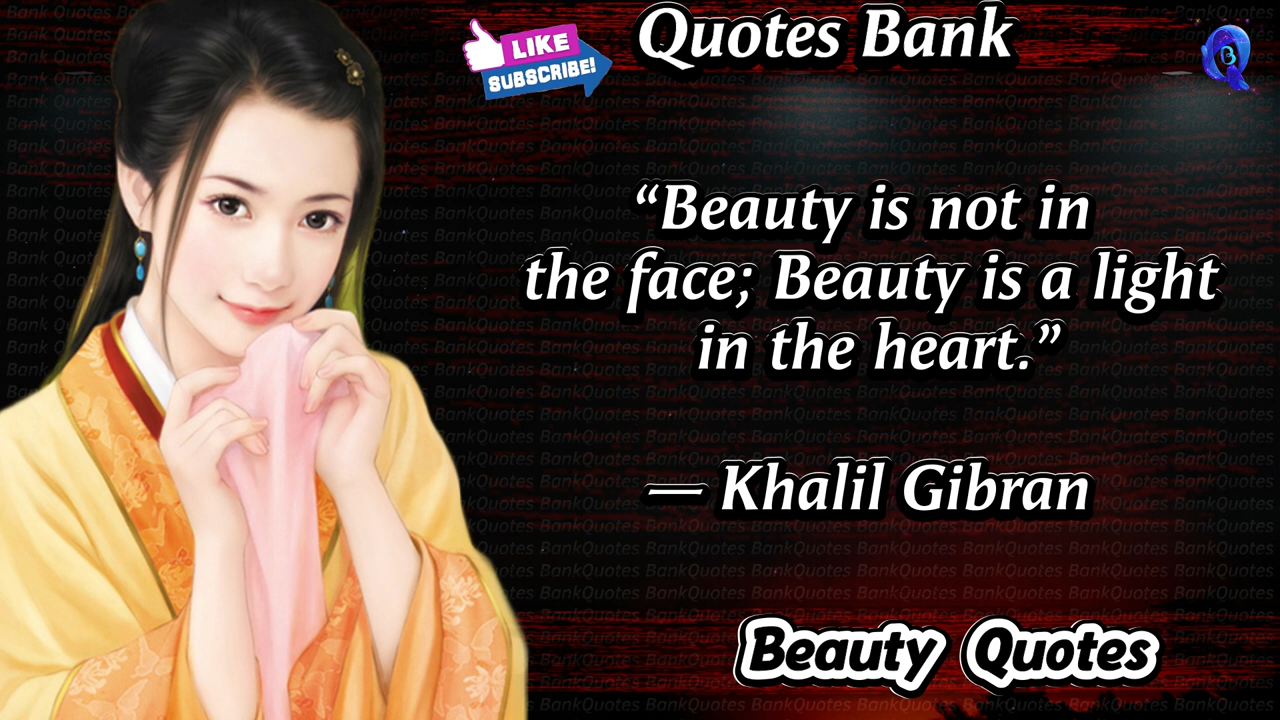 LIKE
SUBSCRIBE!
Quotes Bank
B
“Beauty is not in
the face; Beauty is a light
in the heart.”
— Khalil Gibran
Beauty Quotes